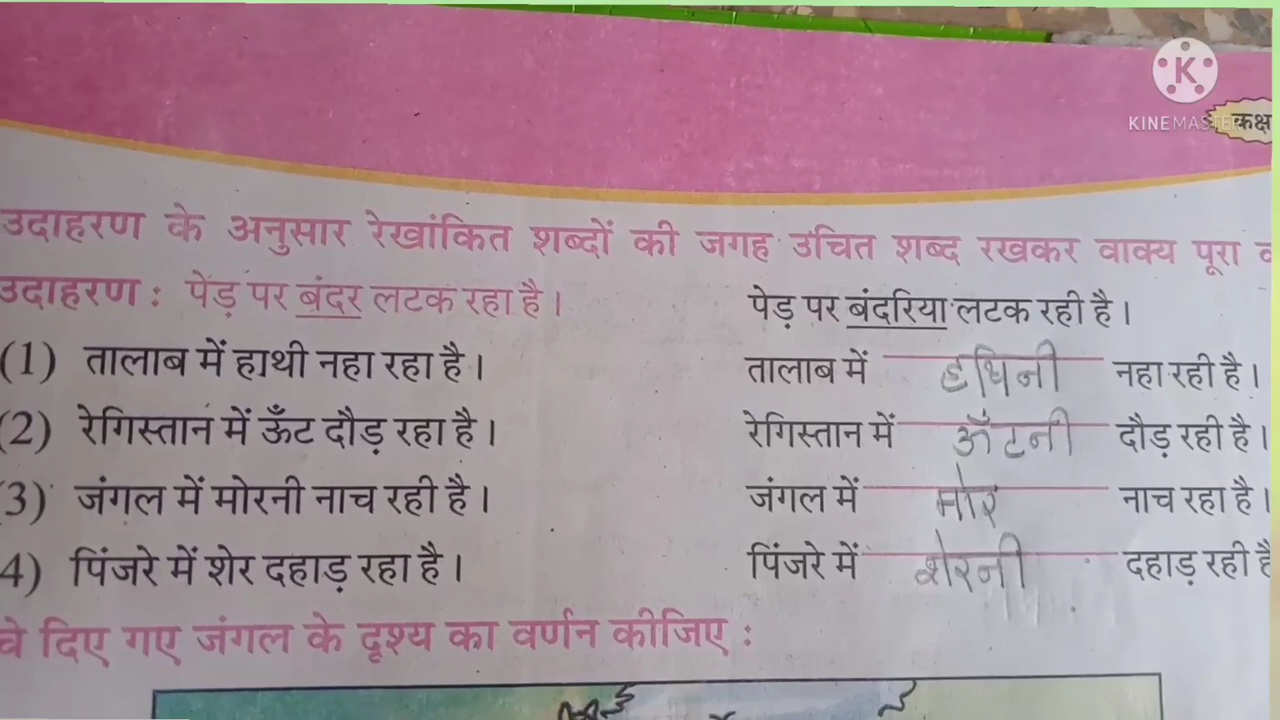 KINEMASTER
कक्ष
उदाहरण के अनुसार रेखांकित शब्दों की जगह उचित शब्द रखकर वाक्य पूरा
उदाहरण : पेड़ पर बंदर लटक रहा है। पेड़ पर बंदरिया लटक रही है।
(1) तालाब में हाथी नहा रहा है। तालाब में हथिनी नहा रही है।
(2) रेगिस्तान में ऊँट दौड़ रहा है। रेगिस्तान में ऊँटनी दौड़ रही है।
3) जंगल में मोरनी नाच रही है। जंगल में मोर नाच रहा है।
4) पिंजरे में शेर दहाड़ रहा है। पिंजरे में शेरनी दहाड़ रही है
चे दिए गए जंगल के दृश्य का वर्णन कीजिए :